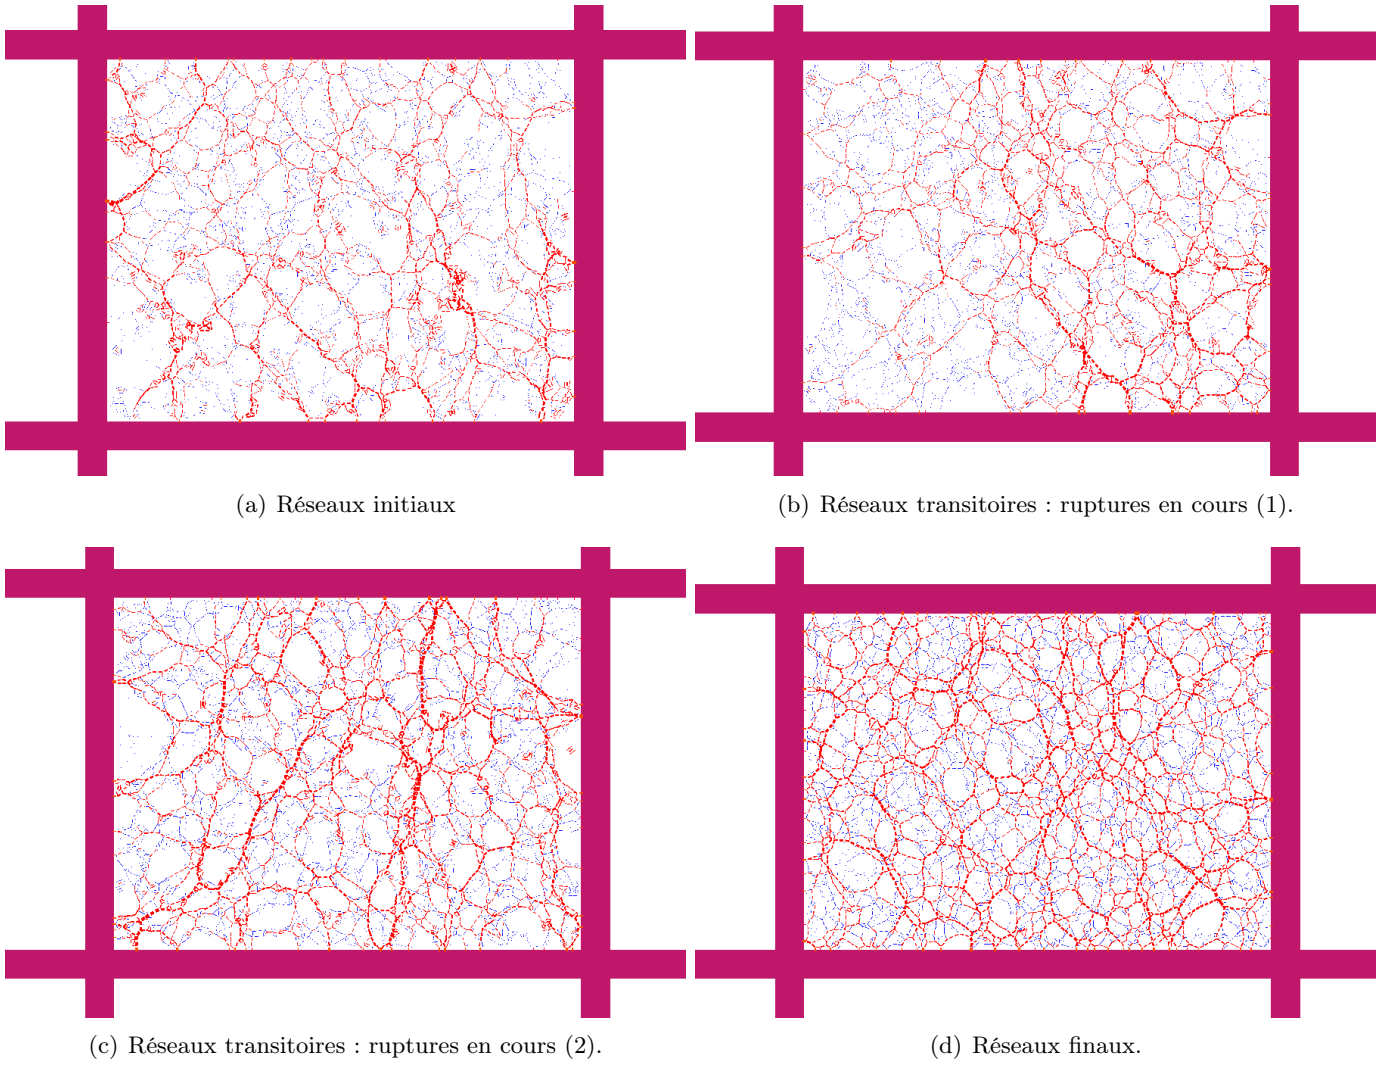 (a) Réseaux initiaux
(b) Réseaux transitoires : ruptures en cours (1).
(c) Réseaux transitoires : ruptures en cours (2).
(d) Réseaux finaux.